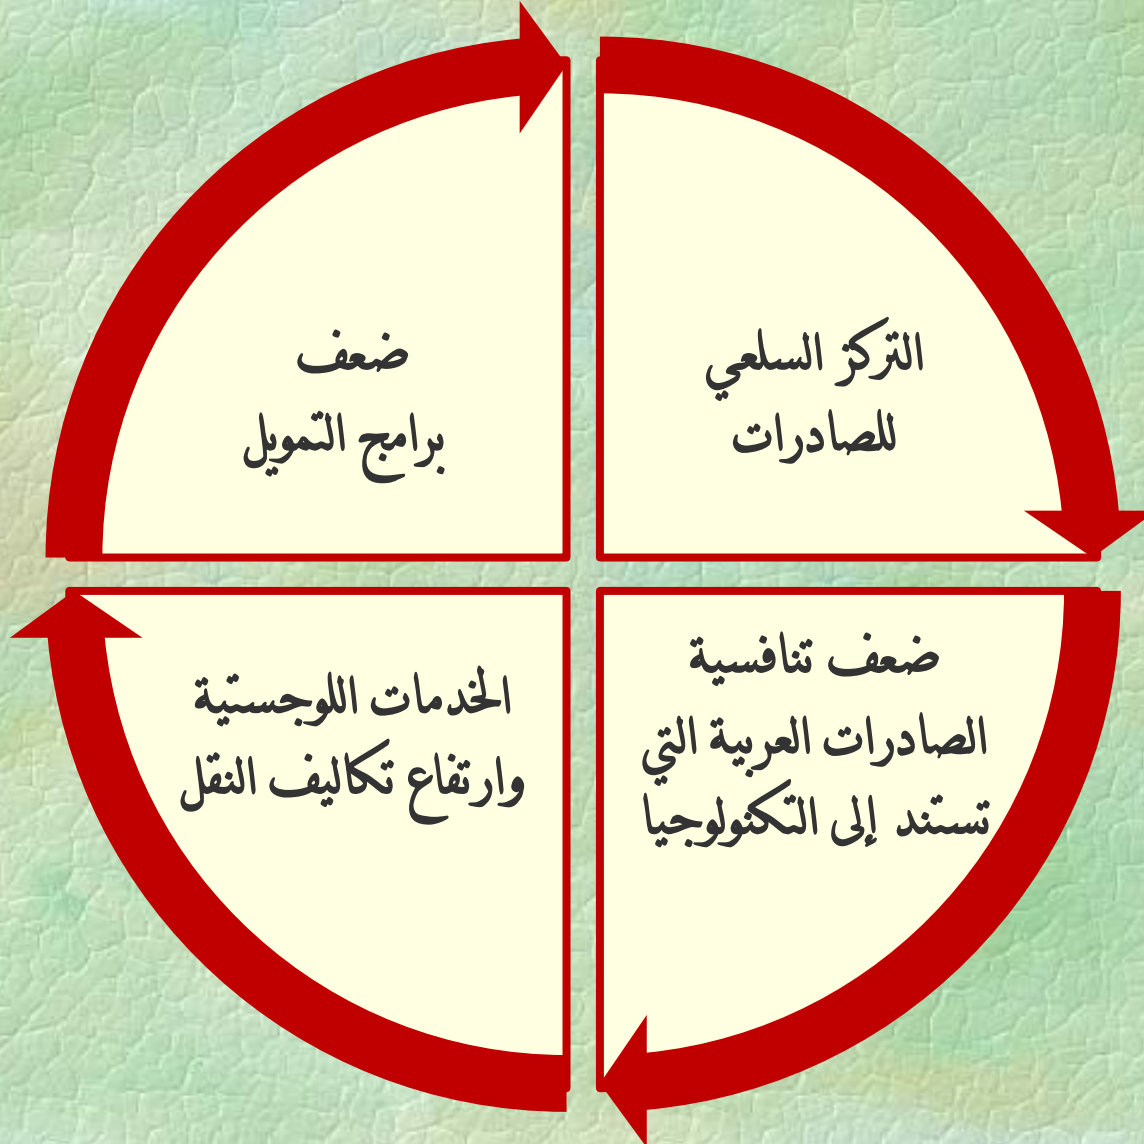 التركز السلعي
للصادرات
ضعف
برامج التمويل
ضعف تنافسية
الصادرات العربية التي
تستند إلى التكنولوجيا
الخدمات اللوجستية
وارتفاع تكاليف النقل